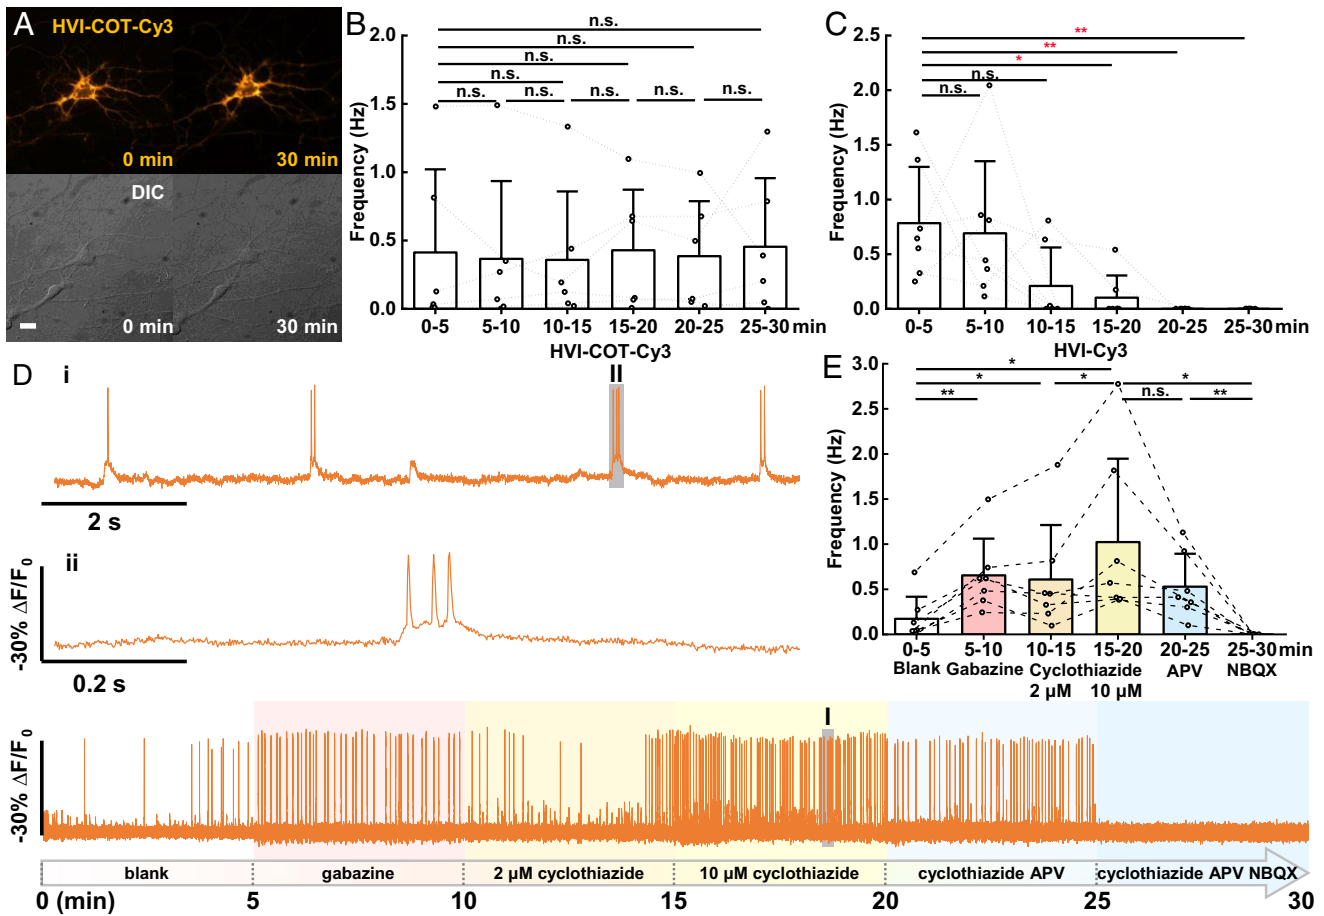 A
HVI-COT-Cy3
0 min
30 min
DIC
0 min
30 min
B
2.0
1.5
1.0
0.5
0.0
Frequency (Hz)
n.s.
n.s.
n.s.
n.s.
n.s.
n.s.
n.s.
n.s.
n.s.
0-5 5-10 10-15 15-20 20-25 25-30 min
HVI-COT-Cy3
C
2.5
2.0
1.5
1.0
0.5
0.0
Frequency (Hz)
**
**
*
n.s.
n.s.
0-5 5-10 10-15 15-20 20-25 25-30 min
HVI-Cy3
D
i
II
2 s
ii
-30% ΔF/F0
0.2 s
E
3.0
2.5
2.0
1.5
1.0
0.5
0.0
Frequency (Hz)
*
* * *
** n.s. **
0-5 5-10 10-15 15-20 20-25 25-30 min
Blank Gabazine Cyclothiazide APV NBQX
2 μM 10 μM
I
-30% ΔF/F0
blank gabazine 2 μM cyclothiazide 10 μM cyclothiazide cyclothiazide APV cyclothiazide APV NBQX
0 (min) 5 10 15 20 25 30